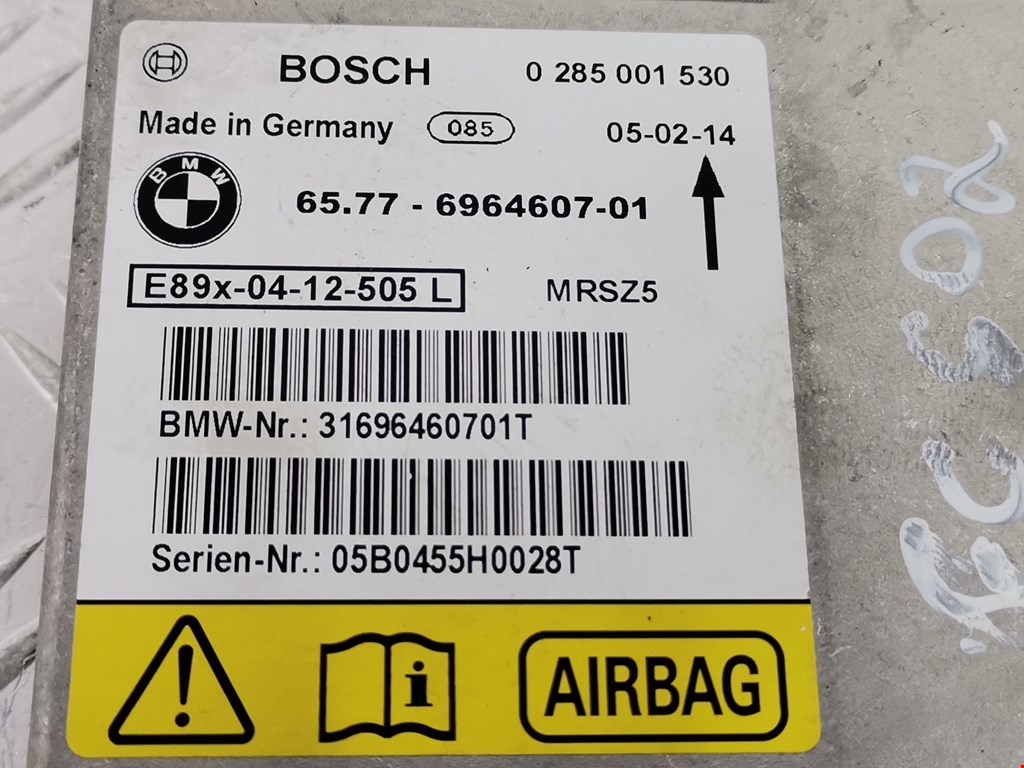 BOSCH 0 285 001 530
Made in Germany 085 05-02-14
BMW 65.77 - 6964607-01
E89x-04-12-505 L MRSZ5
BMW-Nr.: 31696460701T
Serien-Nr.: 05B0455H0028T
i AIRBAG